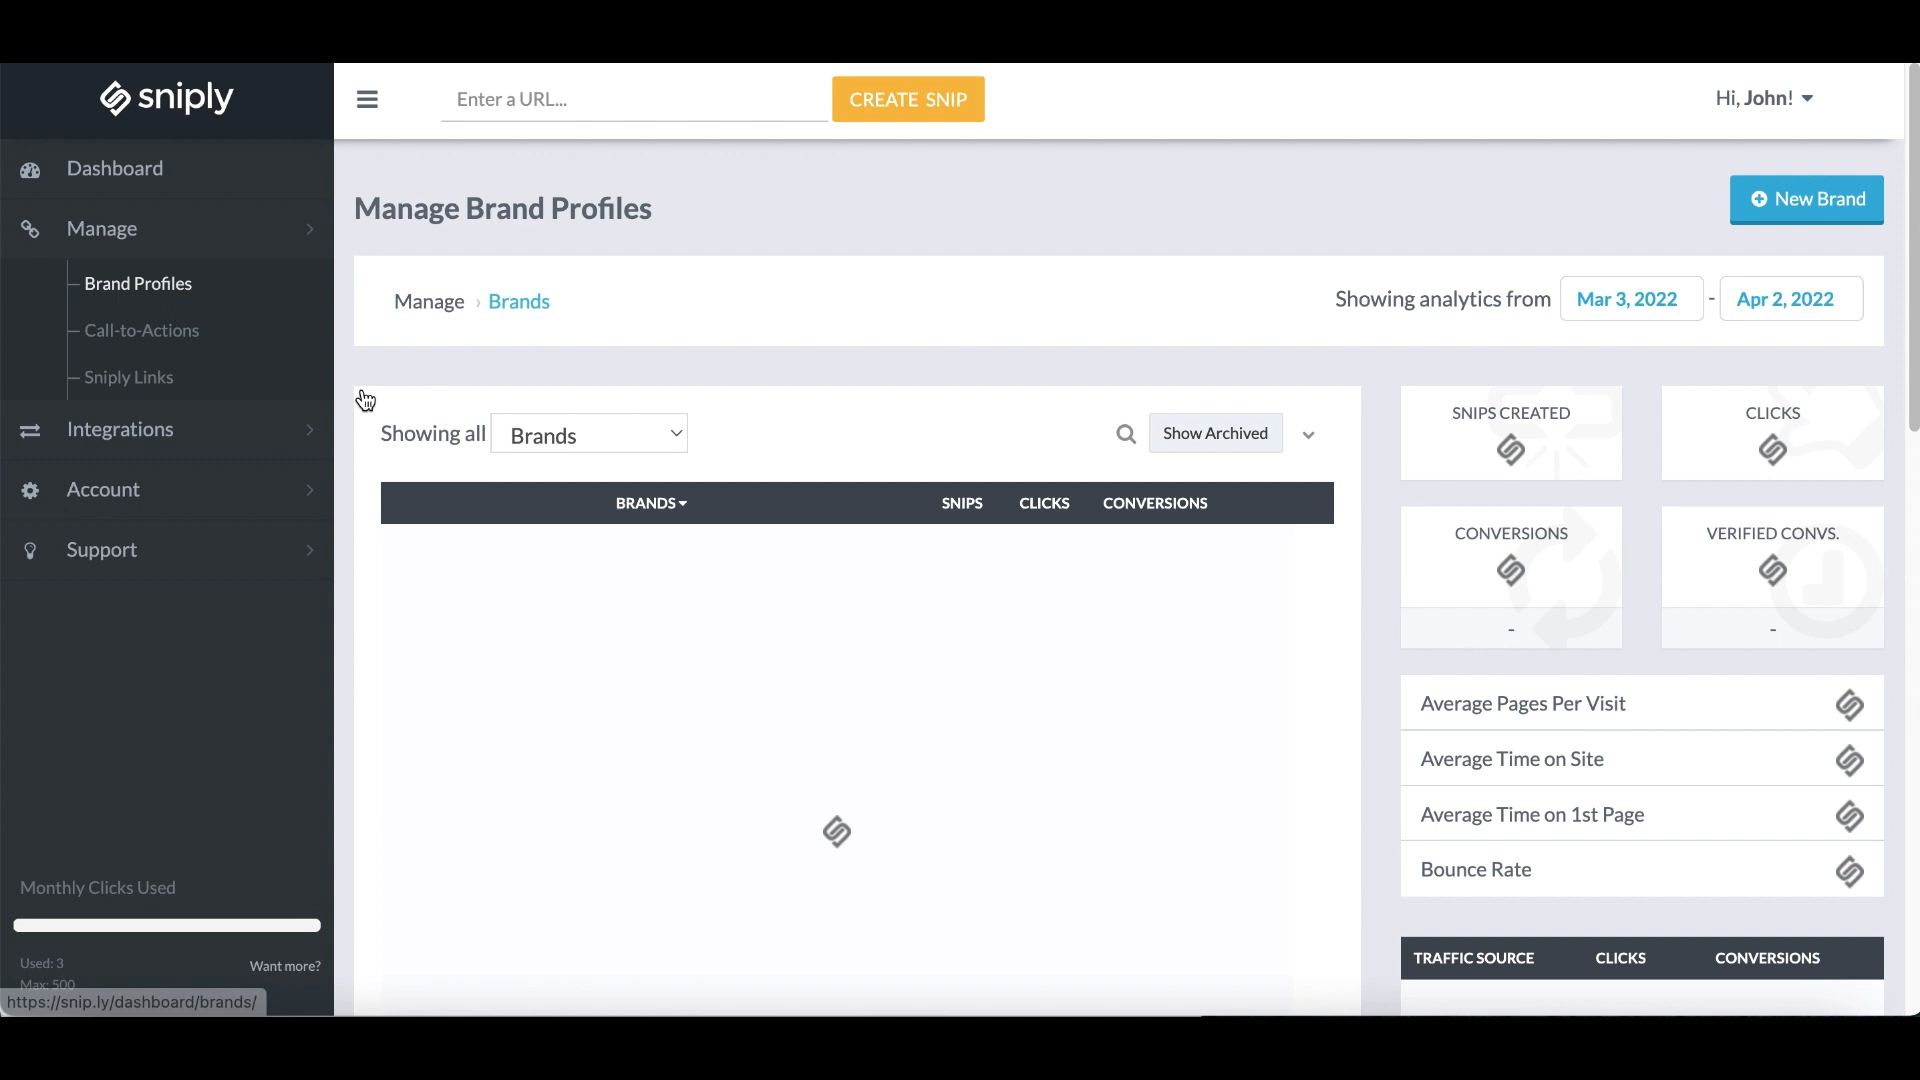 sniply
Enter a URL...
CREATE SNIP
Hi, John!
Dashboard
Manage
Brand Profiles
Call-to-Actions
Sniply Links
Integrations
Account
Support
Monthly Clicks Used
Used: 3
Want more?
Max: 500
https://snip.ly/dashboard/brands/
Manage Brand Profiles
New Brand
Manage › Brands
Showing analytics from Mar 3, 2022 - Apr 2, 2022
Showing all Brands
Show Archived
BRANDS SNIPS CLICKS CONVERSIONS
SNIPS CREATED
CLICKS
CONVERSIONS
-
VERIFIED CONVS.
-
Average Pages Per Visit
Average Time on Site
Average Time on 1st Page
Bounce Rate
TRAFFIC SOURCE CLICKS CONVERSIONS